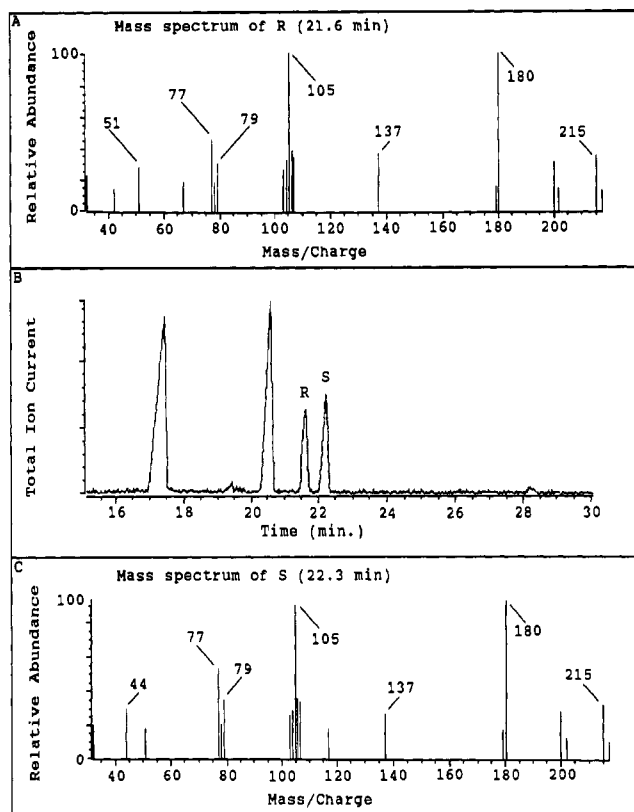 A
Mass spectrum of R (21.6 min)
Relative Abundance
100
0
51
77
79
105
137
180
215
40 60 80 100 120 140 160 180 200
Mass/Charge
B
Total Ion Current
R
S
16 18 20 22 24 26 28 30
Time (min.)
C
Mass spectrum of S (22.3 min)
Relative Abundance
100
0
44
77
79
105
137
180
215
40 60 80 100 120 140 160 180 200
Mass/Charge